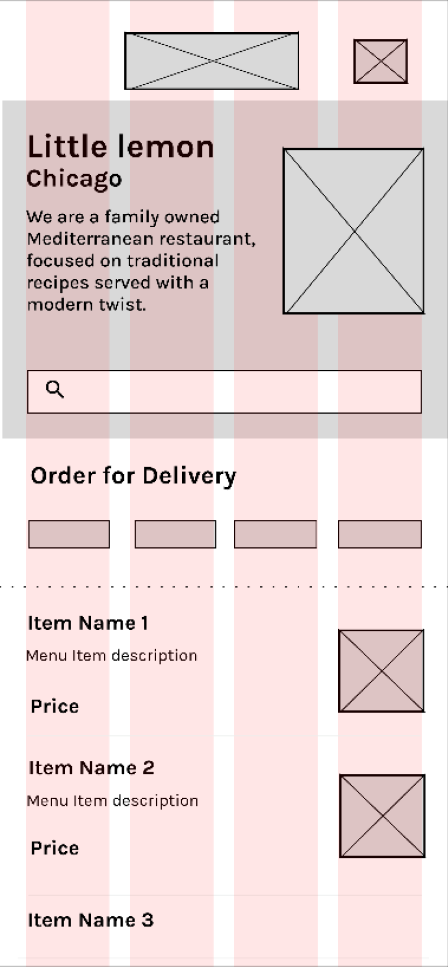 Little lemon
Chicago
We are a family owned
Mediterranean restaurant,
focused on traditional
recipes served with a
modern twist.
Order for Delivery
Item Name 1
Menu Item description
Price
Item Name 2
Menu Item description
Price
Item Name 3